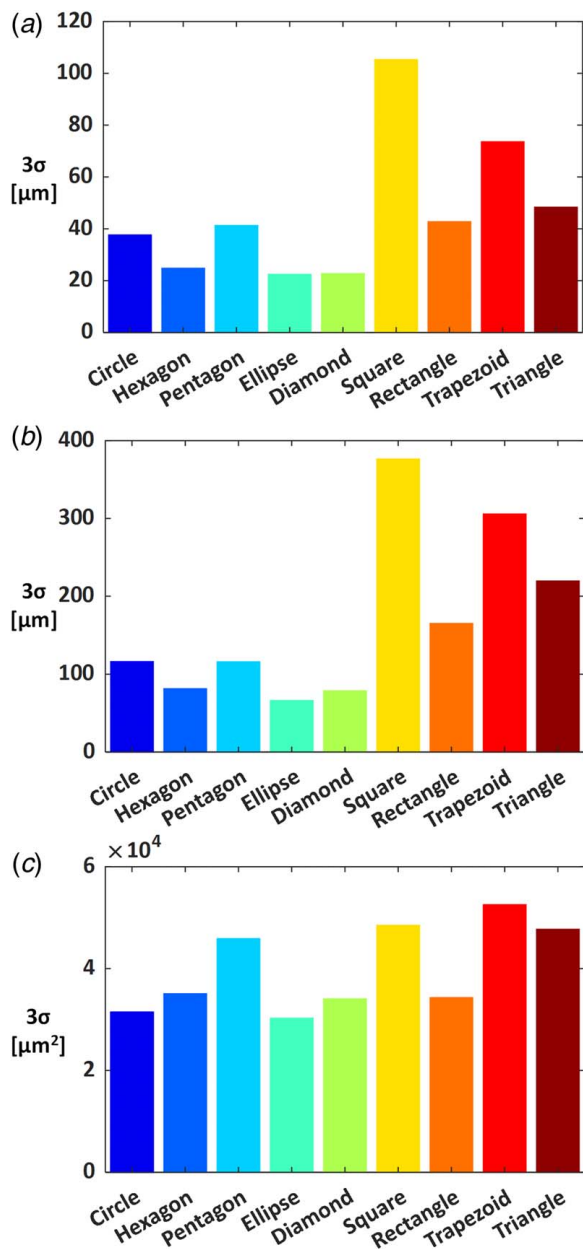 (a)
120
100
80
60
40
20
0
3σ
[μm]
Circle
Hexagon
Pentagon
Ellipse
Diamond
Square
Rectangle
Trapezoid
Triangle
(b)
400
300
200
100
0
3σ
[μm]
Circle
Hexagon
Pentagon
Ellipse
Diamond
Square
Rectangle
Trapezoid
Triangle
(c)
×10⁴
6
4
2
0
3σ
[μm²]
Circle
Hexagon
Pentagon
Ellipse
Diamond
Square
Rectangle
Trapezoid
Triangle